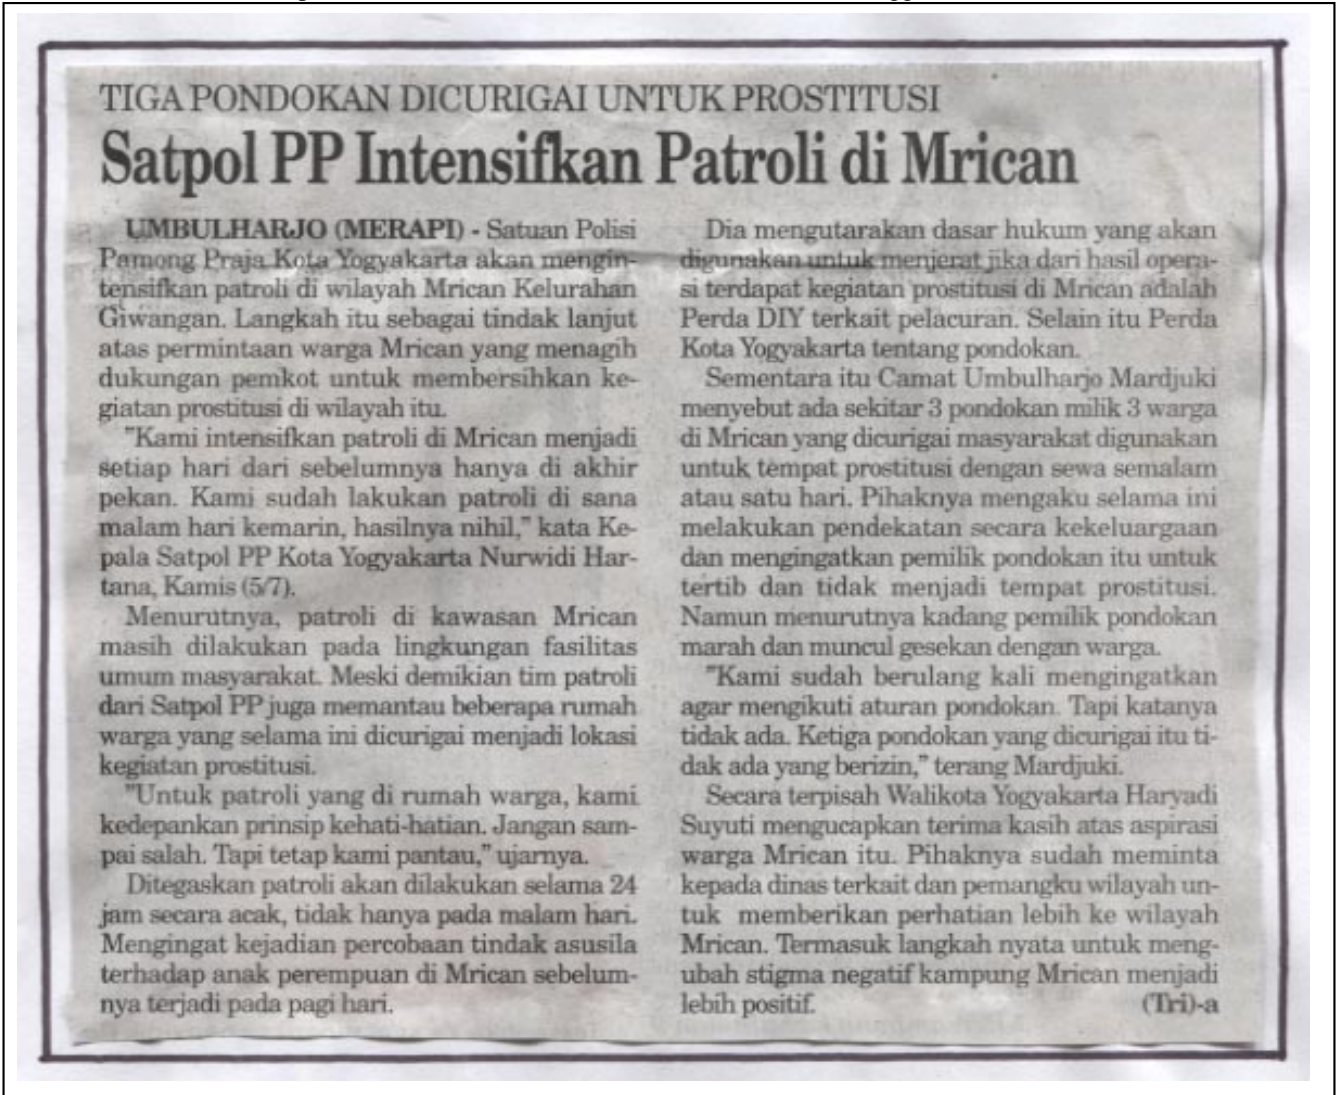 TIGA PONDOKAN DICURIGAI UNTUK PROSTITUSI
Satpol PP Intensifkan Patroli di Mrican
UMBULHARJO (MERAPI) - Satuan Polisi
Pamong Praja Kota Yogyakarta akan mengin-
tensifkan patroli di wilayah Mrican Kelurahan
Giwangan. Langkah itu sebagai tindak lanjut
atas permintaan warga Mrican yang menagih
dukungan pemkot untuk membersihkan ke-
giatan prostitusi di wilayah itu.
"Kami intensifkan patroli di Mrican menjadi
setiap hari dari sebelumnya hanya di akhir
pekan. Kami sudah lakukan patroli di sana
malam hari kemarin, hasilnya nihil," kata Ke-
pala Satpol PP Kota Yogyakarta Nurwidi Har-
tana, Kamis (5/7).
Menurutnya, patroli di kawasan Mrican
masih dilakukan pada lingkungan fasilitas
umum masyarakat. Meski demikian tim patroli
dari Satpol PP juga memantau beberapa rumah
warga yang selama ini dicurigai menjadi lokasi
kegiatan prostitusi.
"Untuk patroli yang di rumah warga, kami
kedepankan prinsip kehati-hatian. Jangan sam-
pai salah. Tapi tetap kami pantau," ujarnya.
Ditegaskan patroli akan dilakukan selama 24
jam secara acak, tidak hanya pada malam hari.
Mengingat kejadian percobaan tindak asusila
terhadap anak perempuan di Mrican sebelum-
nya terjadi pada pagi hari.
Dia mengutarakan dasar hukum yang akan
digunakan untuk menjerat jika dari hasil opera-
si terdapat kegiatan prostitusi di Mrican adalah
Perda DIY terkait pelacuran. Selain itu Perda
Kota Yogyakarta tentang pondokan.
Sementara itu Camat Umbulharjo Mardjuki
menyebut ada sekitar 3 pondokan milik 3 warga
di Mrican yang dicurigai masyarakat digunakan
untuk tempat prostitusi dengan sewa semalam
atau satu hari. Pihaknya mengaku selama ini
melakukan pendekatan secara kekeluargaan
dan mengingatkan pemilik pondokan itu untuk
tertib dan tidak menjadi tempat prostitusi.
Namun menurutnya kadang pemilik pondokan
marah dan muncul gesekan dengan warga.
"Kami sudah berulang kali mengingatkan
agar mengikuti aturan pondokan. Tapi katanya
tidak ada. Ketiga pondokan yang dicurigai itu ti-
dak ada yang berizin," terang Mardjuki.
Secara terpisah Walikota Yogyakarta Haryadi
Suyuti mengucapkan terima kasih atas aspirasi
warga Mrican itu. Pihaknya sudah meminta
kepada dinas terkait dan pemangku wilayah un-
tuk memberikan perhatian lebih ke wilayah
Mrican. Termasuk langkah nyata untuk meng-
ubah stigma negatif kampung Mrican menjadi
lebih positif. (Tri)-a